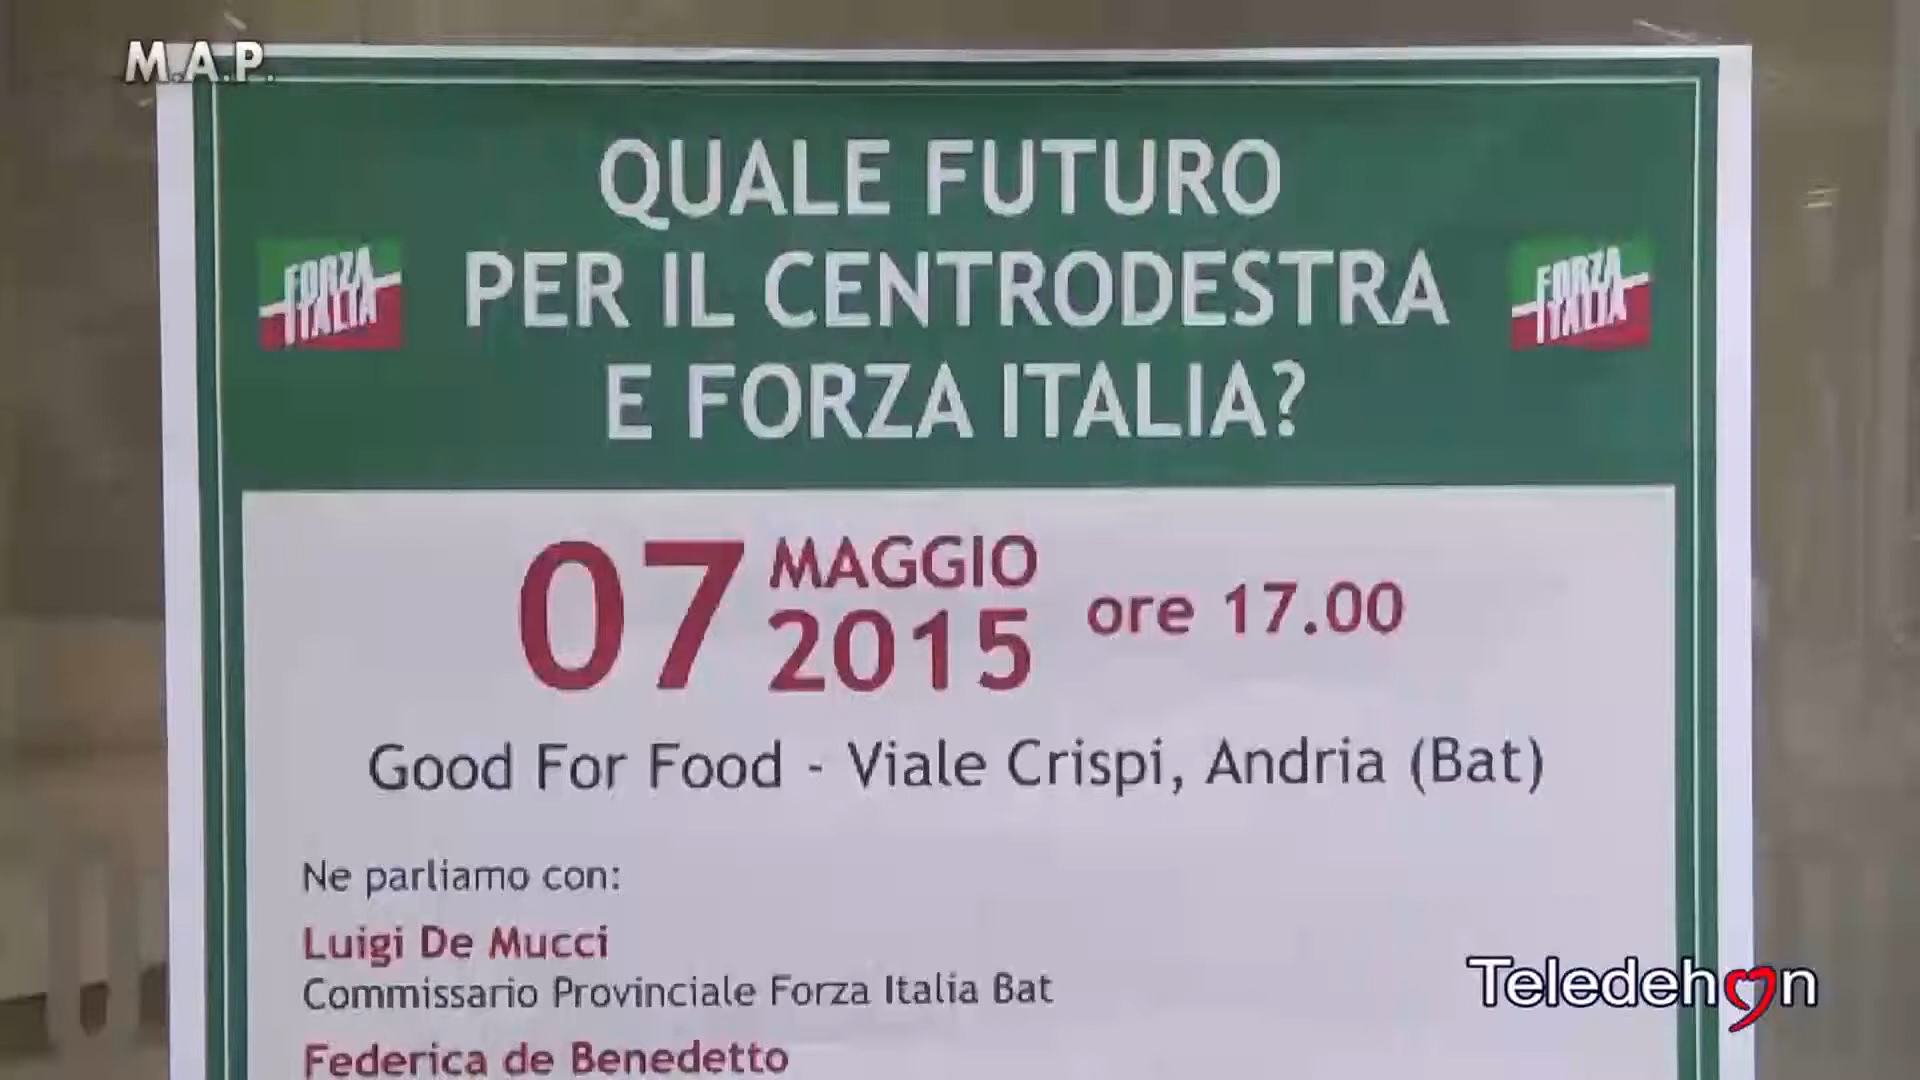 M.A.P.
QUALE FUTURO
PER IL CENTRODESTRA
E FORZA ITALIA?
FORZA
ITALIA
FORZA
ITALIA
07 MAGGIO
2015
ore 17.00
Good For Food - Viale Crispi, Andria (Bat)
Ne parliamo con:
Luigi De Mucci
Commissario Provinciale Forza Italia Bat
Federica de Benedetto
Teledehon